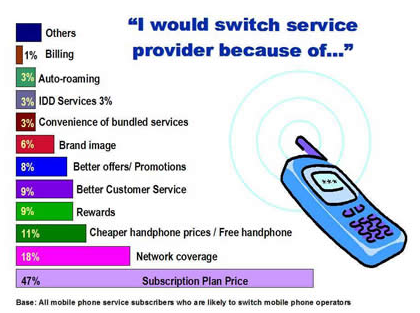 "I would switch service
provider because of..."
Others
1% Billing
3% Auto-roaming
3% IDD Services 3%
3% Convenience of bundled services
6% Brand image
8% Better offers/ Promotions
9% Better Customer Service
9% Rewards
11% Cheaper handphone prices / Free handphone
18% Network coverage
47% Subscription Plan Price
Base: All mobile phone service subscribers who are likely to switch mobile phone operators